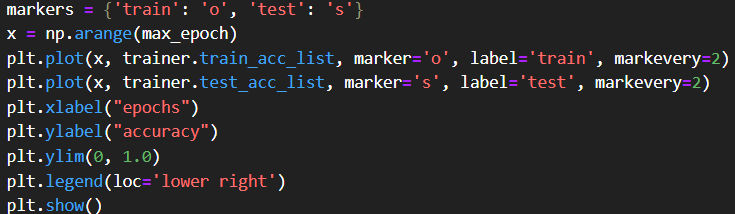 markers = {'train': 'o', 'test': 's'}
x = np.arange(max_epoch)
plt.plot(x, trainer.train_acc_list, marker='o', label='train', markevery=2)
plt.plot(x, trainer.test_acc_list, marker='s', label='test', markevery=2)
plt.xlabel("epochs")
plt.ylabel("accuracy")
plt.ylim(0, 1.0)
plt.legend(loc='lower right')
plt.show()